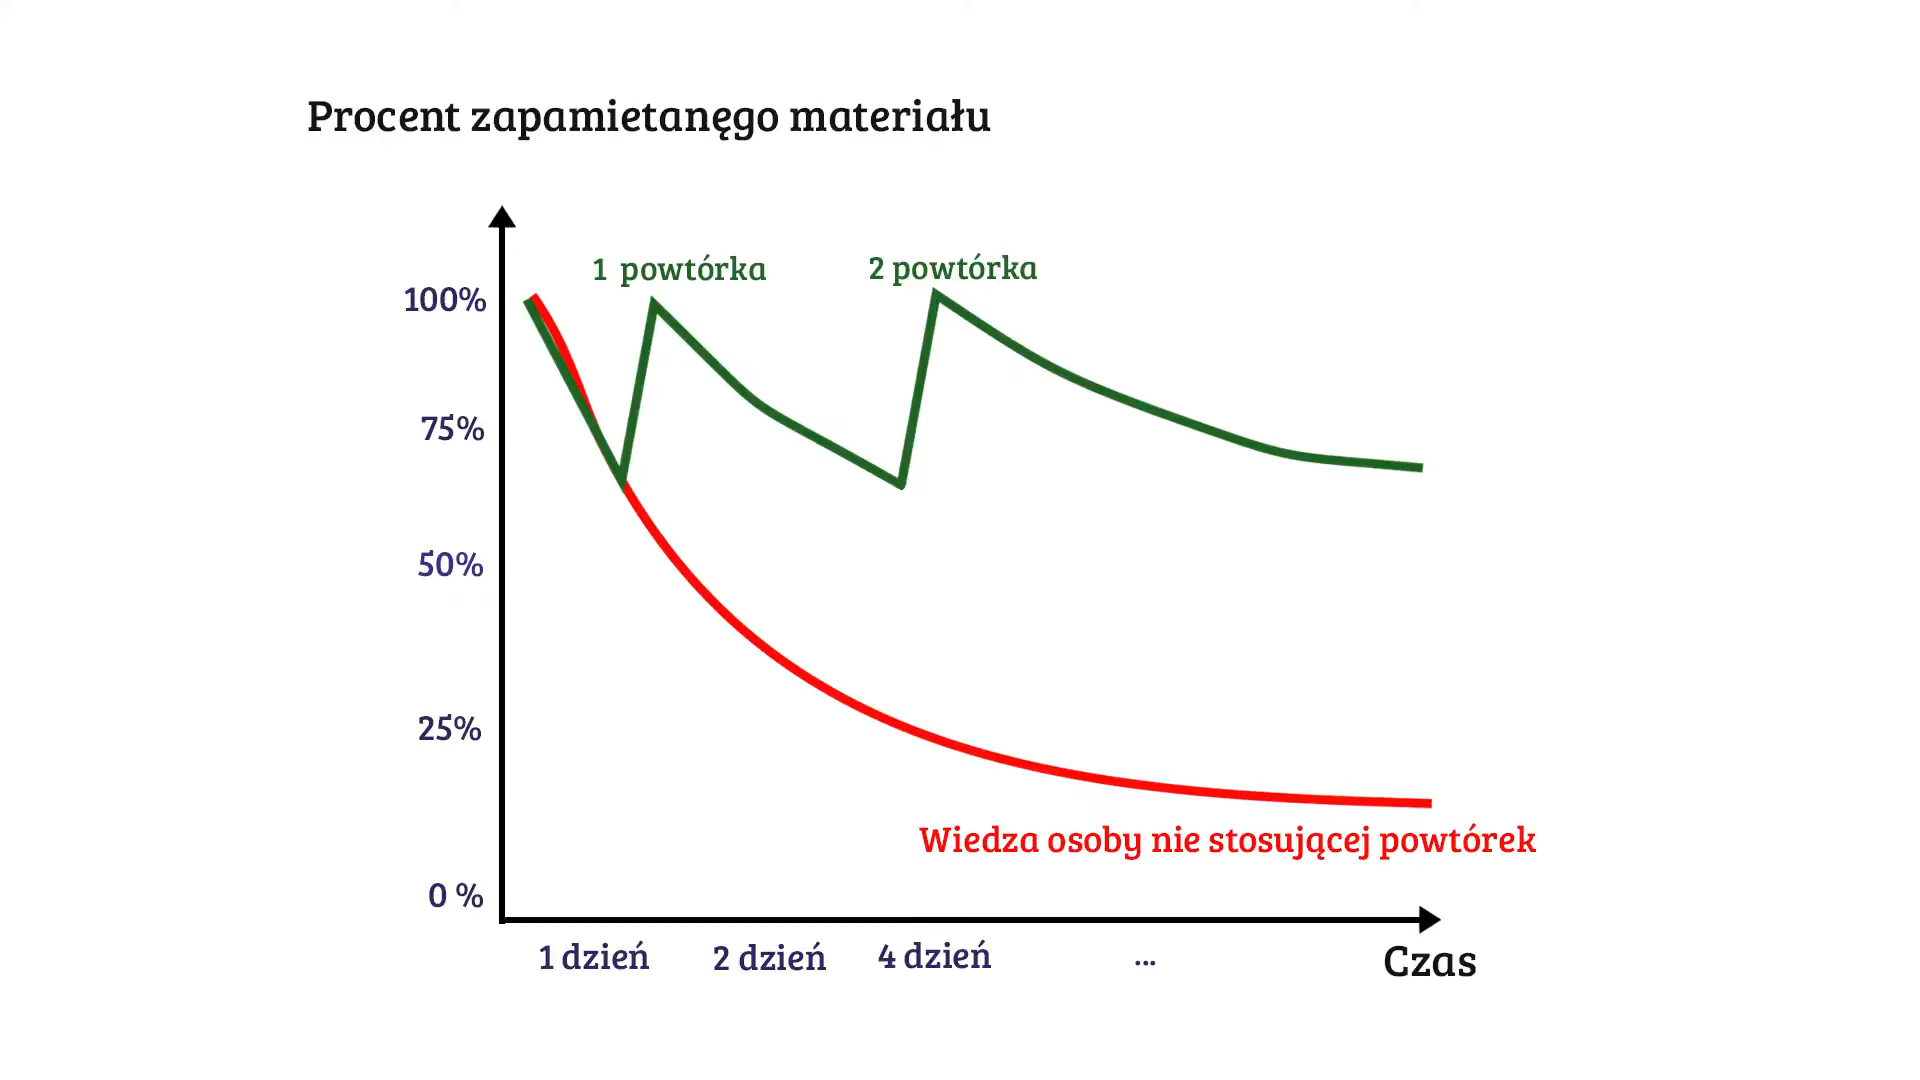 Procent zapamietanęgo materiału
1 powtórka
2 powtórka
100%
75%
50%
25%
Wiedza osoby nie stosującej powtórek
0 %
1 dzień
2 dzień
4 dzień
...
Czas